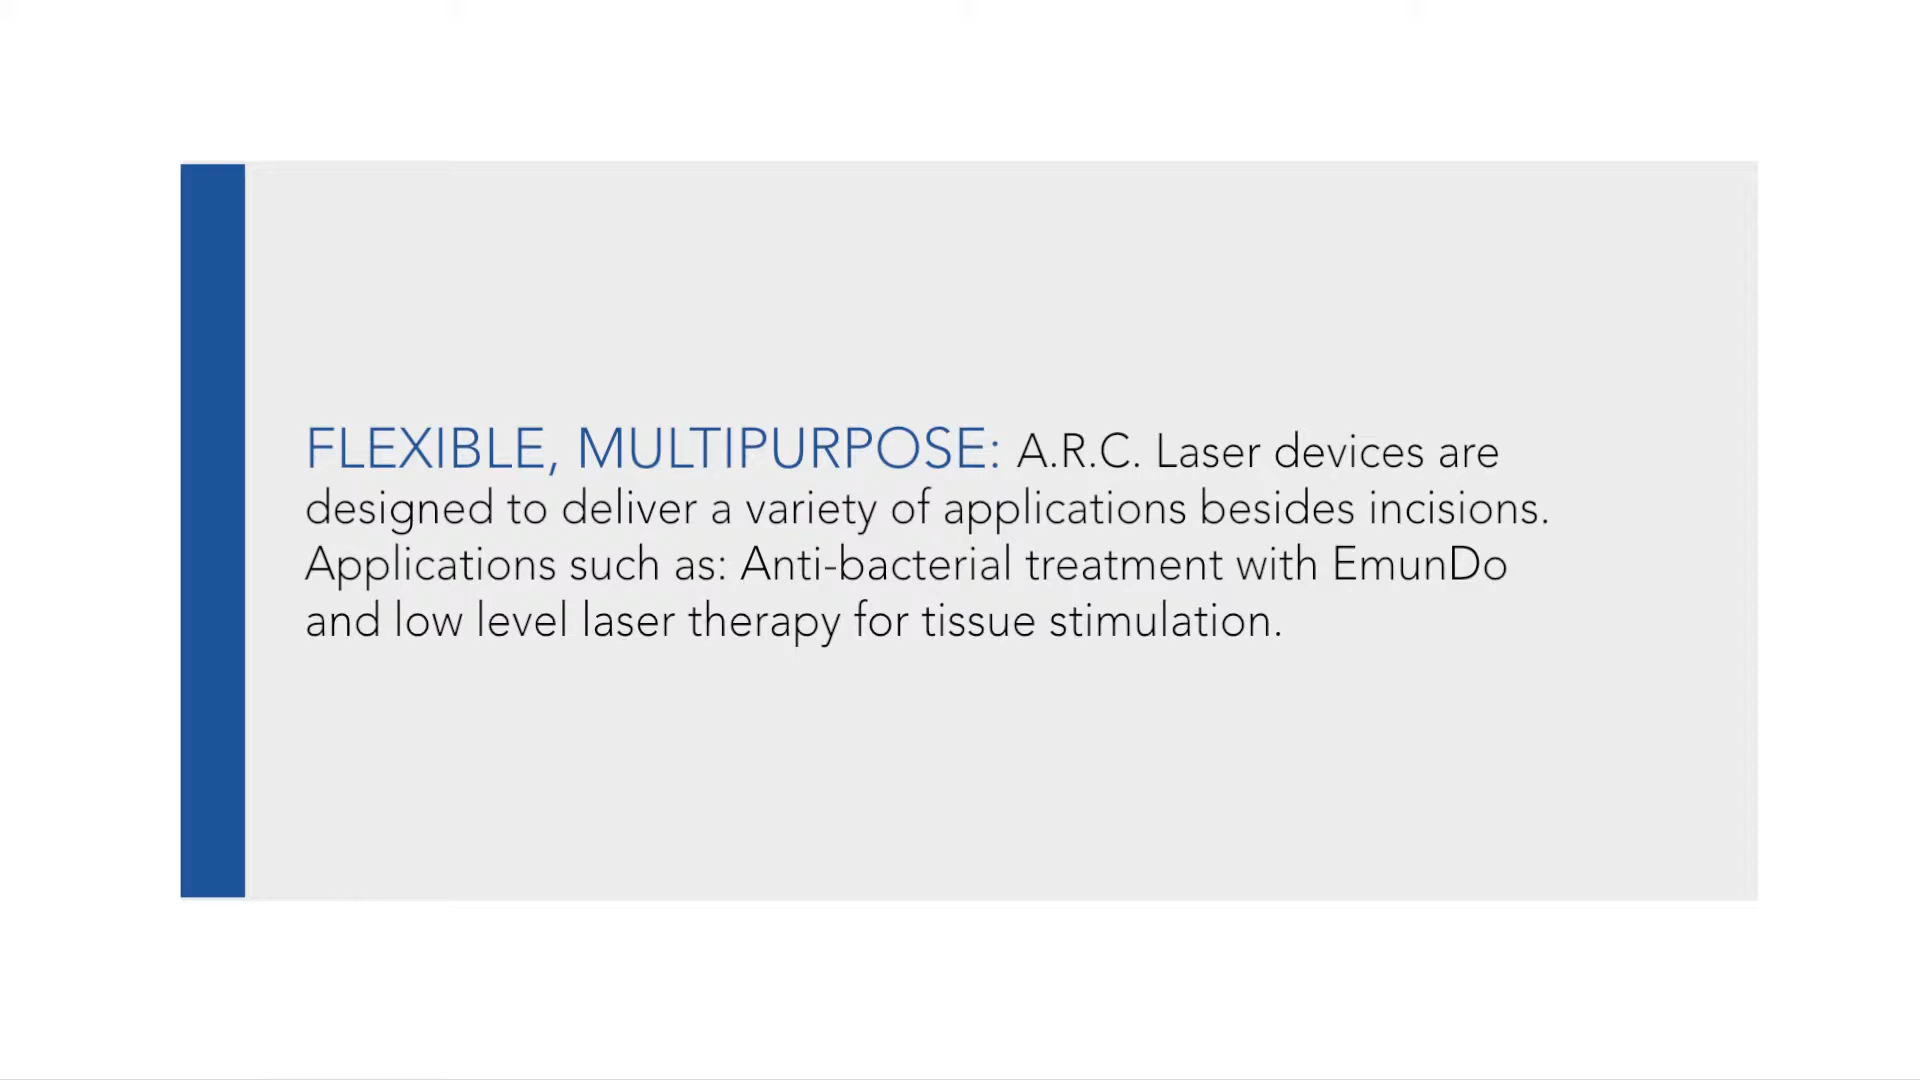 FLEXIBLE, MULTIPURPOSE: A.R.C. Laser devices are
designed to deliver a variety of applications besides incisions.
Applications such as: Anti-bacterial treatment with EmunDo
and low level laser therapy for tissue stimulation.